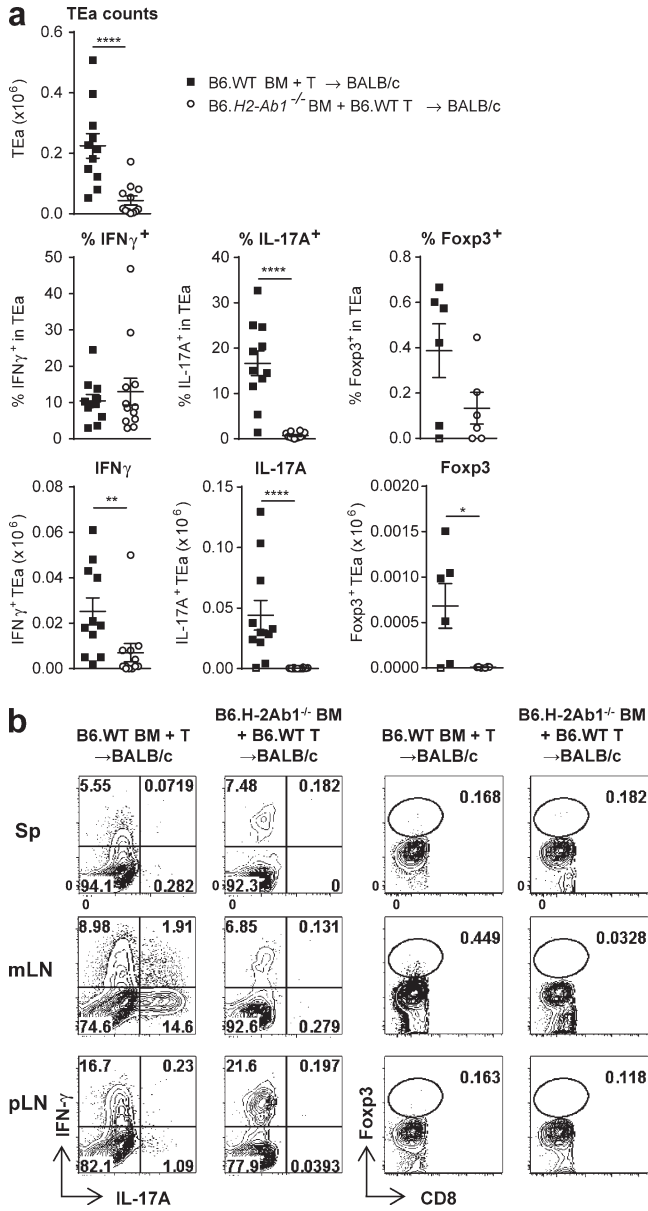 a
TEa counts
TEa (x10⁶)
0.6
0.4
0.2
0.0
****
■ B6.WT BM + T → BALB/c
○ B6.H2-Ab1⁻/⁻ BM + B6.WT T → BALB/c
% IFNγ⁺
% IFNγ⁺ in TEa
50
40
30
20
10
0
% IL-17A⁺
% IL-17A⁺ in TEa
40
30
20
10
0
****
% Foxp3⁺
% Foxp3⁺ in TEa
0.8
0.6
0.4
0.2
0.0
IFNγ
IFNγ⁺ TEa (x10⁶)
0.08
0.06
0.04
0.02
0.00
**
IL-17A
IL-17A⁺ TEa (x10⁶)
0.15
0.10
0.05
0.00
****
Foxp3
Foxp3⁺ TEa (x10⁶)
0.0020
0.0015
0.0010
0.0005
0.0000
*
b
B6.WT BM + T
→BALB/c
B6.H-2Ab1⁻/⁻ BM
+ B6.WT T
→BALB/c
B6.WT BM + T
→BALB/c
B6.H-2Ab1⁻/⁻ BM
+ B6.WT T
→BALB/c
Sp
5.55 0.0719
94.1 0.282
0
7.48 0.182
92.3 0
0.168
0
0
0.182
0
mLN
8.98 1.91
74.6 14.6
6.85 0.131
92.6 0.279
0.449
0.0328
pLN
16.7 0.23
82.1 1.09
21.6 0.197
77.9 0.0393
0.163
0.118
IFN-γ
IL-17A
Foxp3
CD8